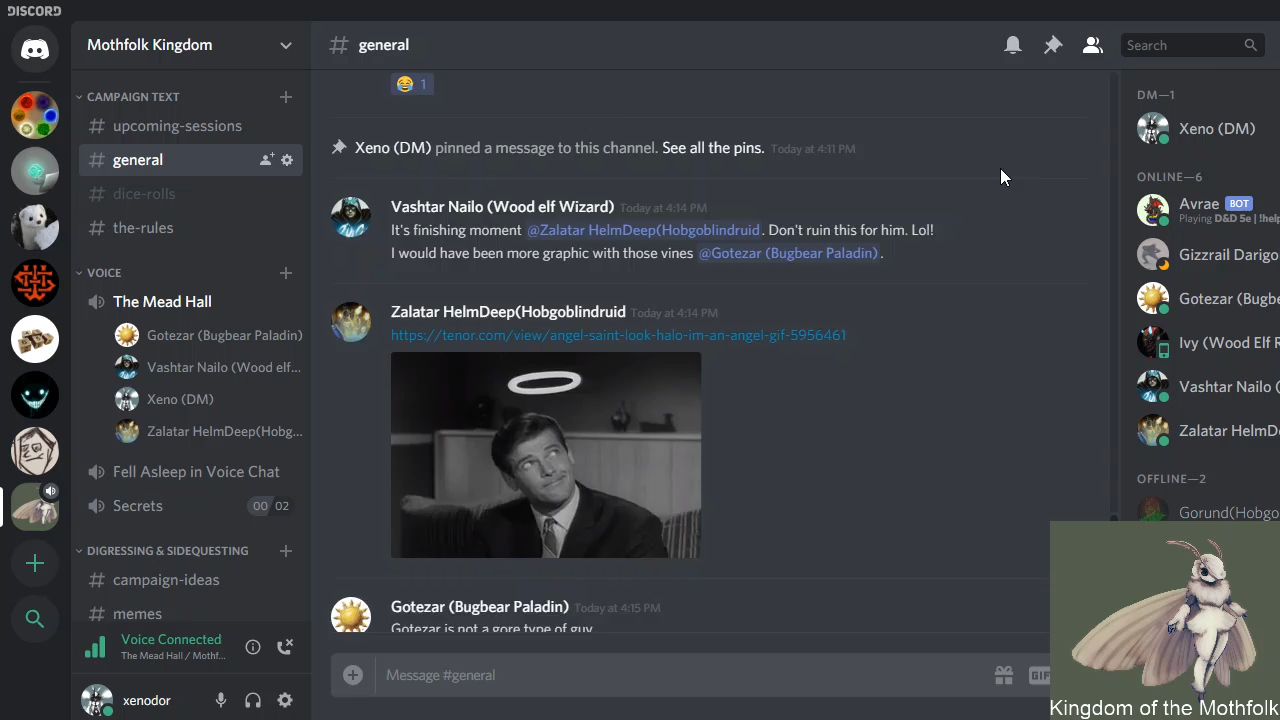 DISCORD
Mothfolk Kingdom
# general
Search
CAMPAIGN TEXT
# upcoming-sessions
# general
# dice-rolls
# the-rules
VOICE
The Mead Hall
Gotezar (Bugbear Paladin)
Vashtar Nailo (Wood elf...
Xeno (DM)
Zalatar HelmDeep(Hobg...
Fell Asleep in Voice Chat
Secrets
00 02
DIGRESSING & SIDEQUESTING
# campaign-ideas
# memes
Voice Connected
The Mead Hall / Mothf...
xenodor
1
Xeno (DM) pinned a message to this channel. See all the pins. Today at 4:11 PM
Vashtar Nailo (Wood elf Wizard) Today at 4:14 PM
It's finishing moment @Zalatar HelmDeep(Hobgoblindruid. Don't ruin this for him. Lol!
I would have been more graphic with those vines @Gotezar (Bugbear Paladin).
Zalatar HelmDeep(Hobgoblindruid Today at 4:14 PM
https://tenor.com/view/angel-saint-look-halo-im-an-angel-gif-5956461
Gotezar (Bugbear Paladin) Today at 4:15 PM
Gotezar is not a gore type of guy
Message #general
GIF
DM—1
Xeno (DM)
ONLINE—6
Avrae BOT
Playing D&D 5e | !help
Gizzrail Darigo
Gotezar (Bugbe
Ivy (Wood Elf R
Vashtar Nailo (
Zalatar HelmD
OFFLINE—2
Gorund(Hobgo
Kingdom of the Mothfolk